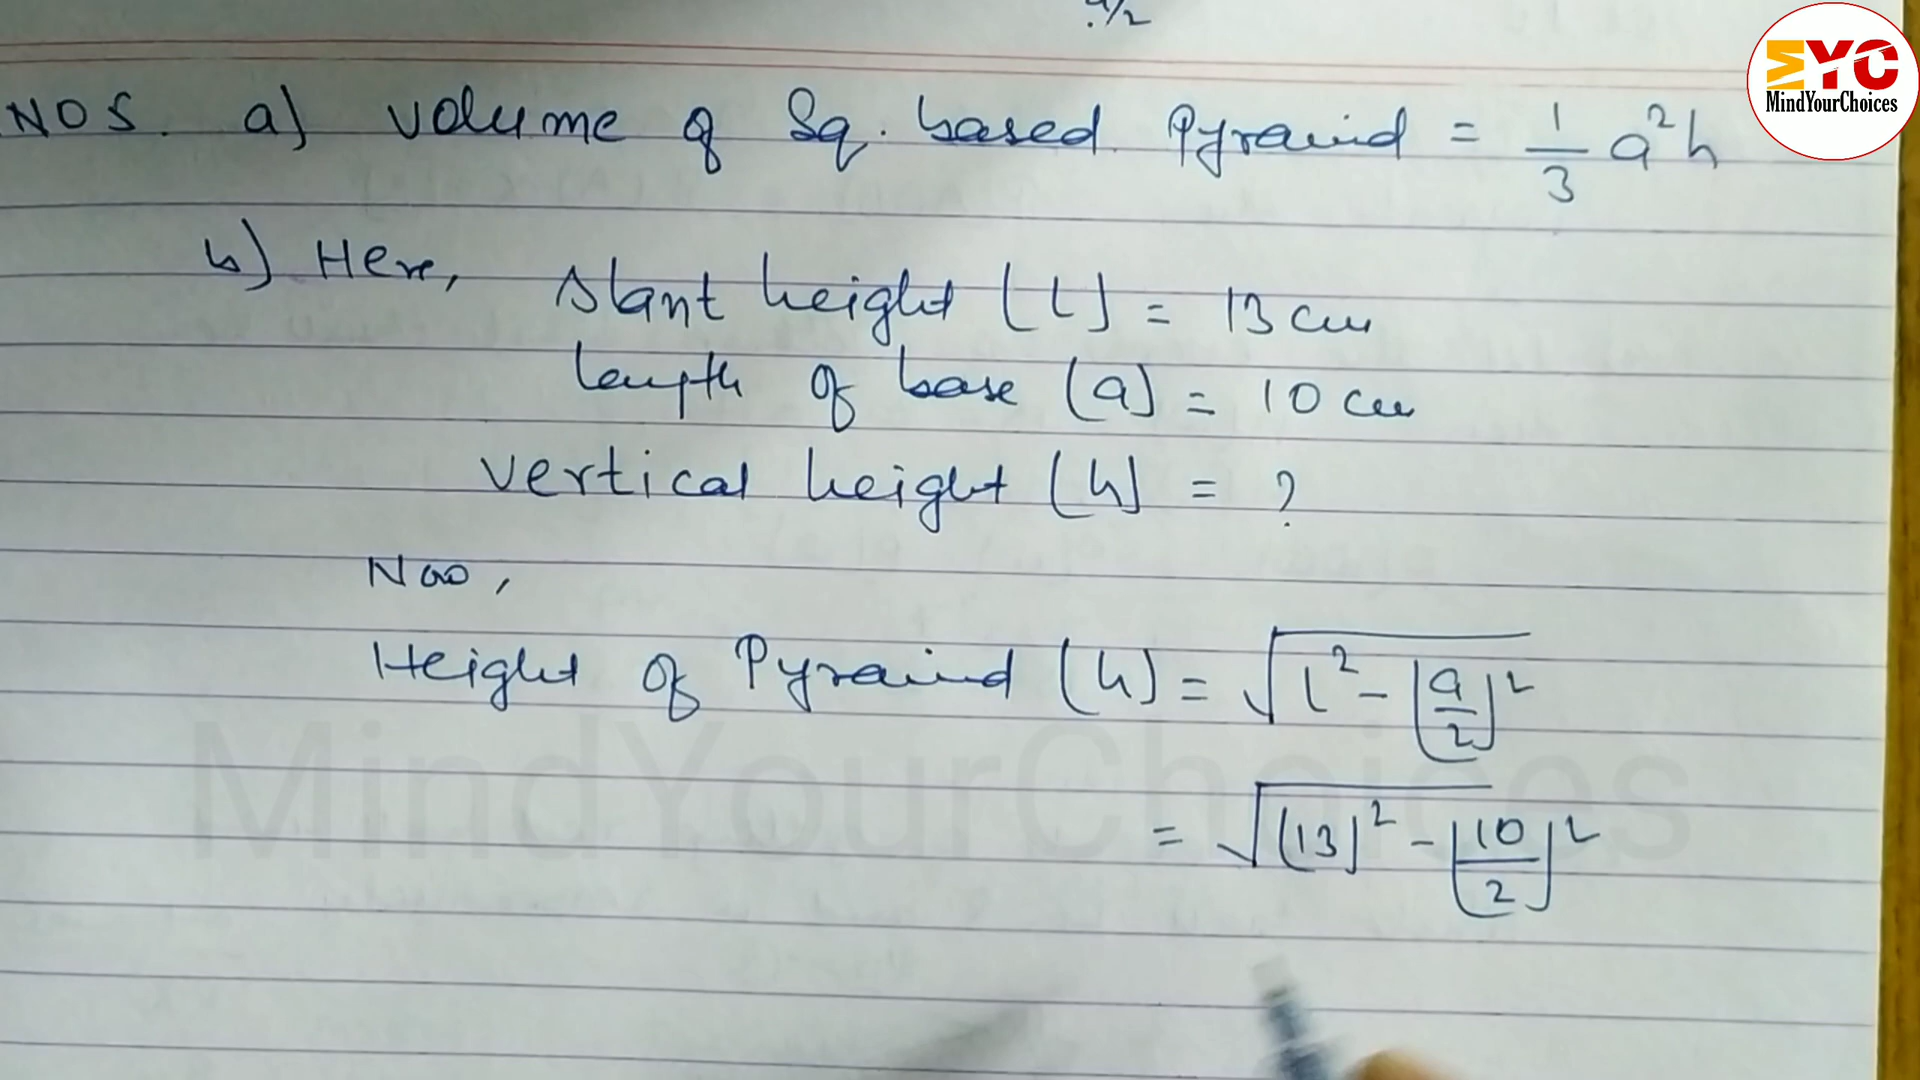 a/2
MYC
MindYourChoices
NO5. a) Volume of Sq. based Pyramid = 1/3 a²h
b) Here, slant height (l) = 13 cm
length of base (a) = 10 cm
vertical height (h) = ?
Now,
Height of Pyramid (h) = √(l² - (a/2)²)
MindYourChoices
= √((13)² - (10/2)²)